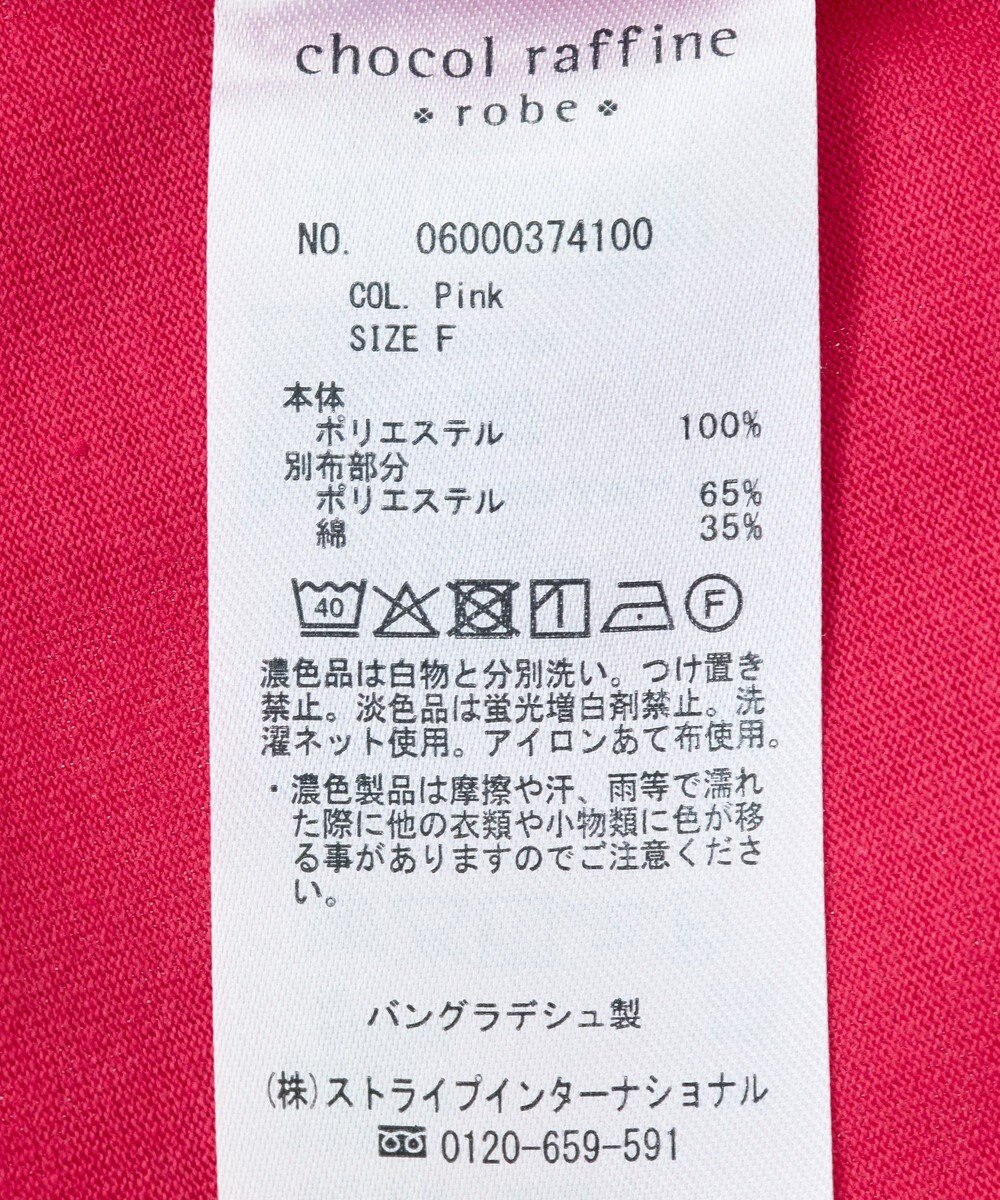 chocol raffine
robe
NO. 06000374100
COL. Pink
SIZE F
本体
ポリエステル 100%
別布部分
ポリエステル 65%
綿 35%
40 F
濃色品は白物と分別洗い。つけ置き
禁止。淡色品は蛍光増白剤禁止。洗
濯ネット使用。アイロンあて布使用。
・濃色製品は摩擦や汗、雨等で濡れ
た際に他の衣類や小物類に色が移
る事がありますのでご注意くださ
い。
バングラデシュ製
(株)ストライプインターナショナル
0120-659-591